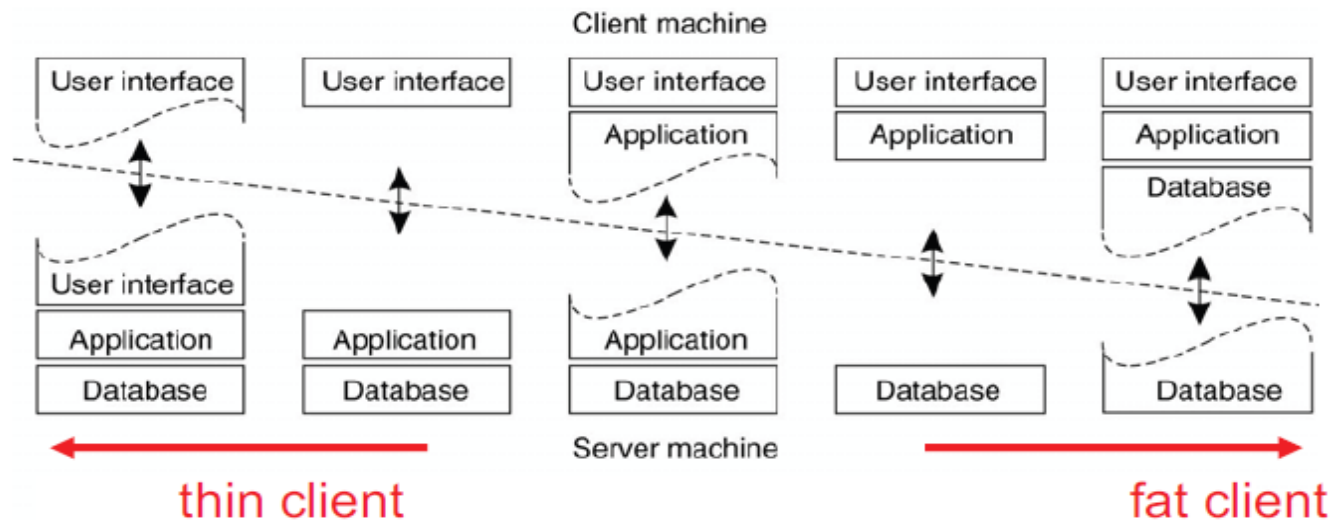 Client machine
User interface User interface User interface User interface User interface
Application Application Application
Database
User interface
Application Application Application
Database Database Database Database Database
Server machine
thin client fat client